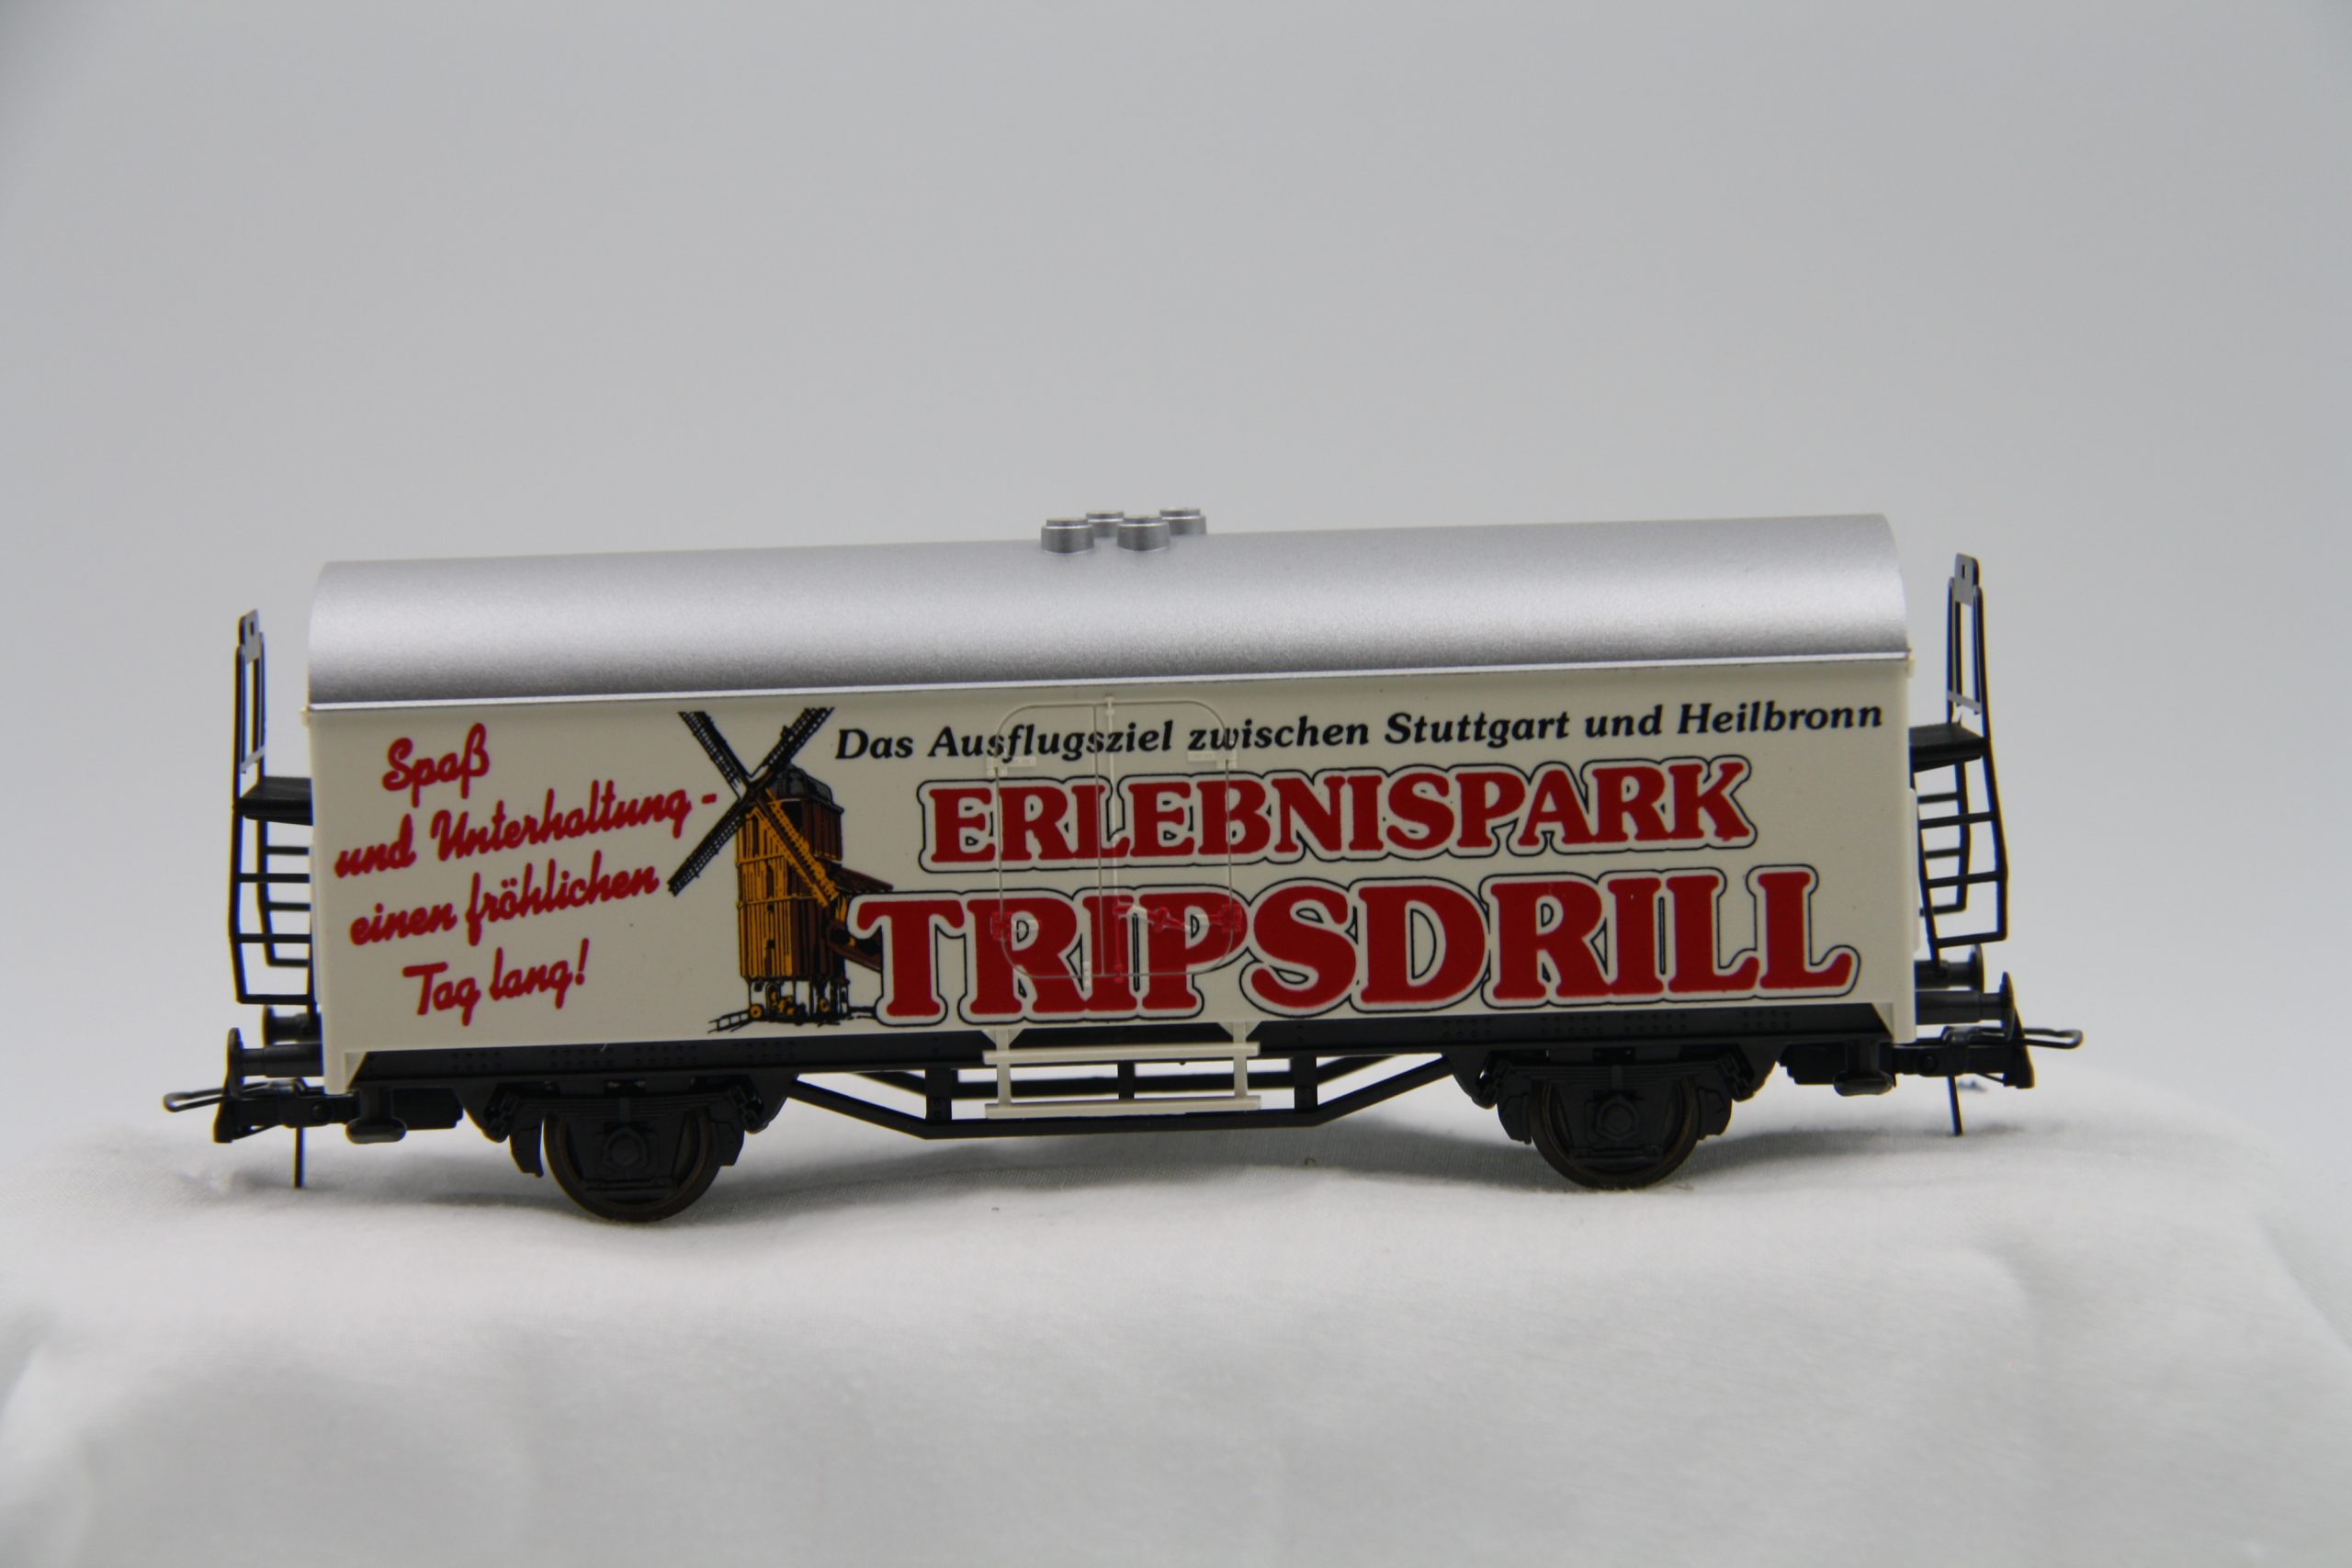 Spaß
und Unterhaltung -
einen fröhlichen
Tag lang!
Das Ausflugsziel zwischen Stuttgart und Heilbronn
ERLEBNISPARK
TRIPSDRILL